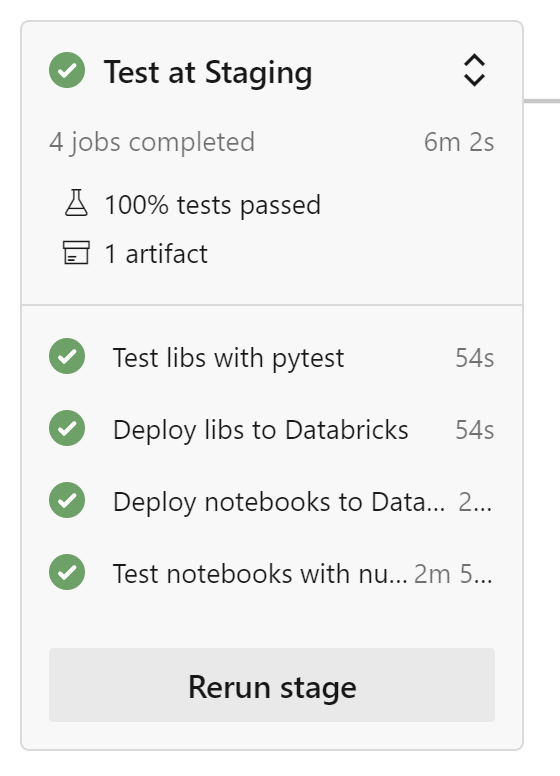 Test at Staging
4 jobs completed 6m 2s
100% tests passed
1 artifact
Test libs with pytest 54s
Deploy libs to Databricks 54s
Deploy notebooks to Data... 2...
Test notebooks with nu... 2m 5...
Rerun stage